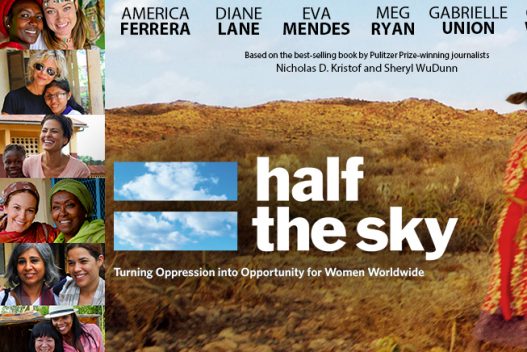 AMERICA FERRERA
DIANE LANE
EVA MENDES
MEG RYAN
GABRIELLE UNION
Based on the best-selling book by Pulitzer Prize-winning journalists
Nicholas D. Kristof and Sheryl WuDunn
half
the sky
Turning Oppression into Opportunity for Women Worldwide